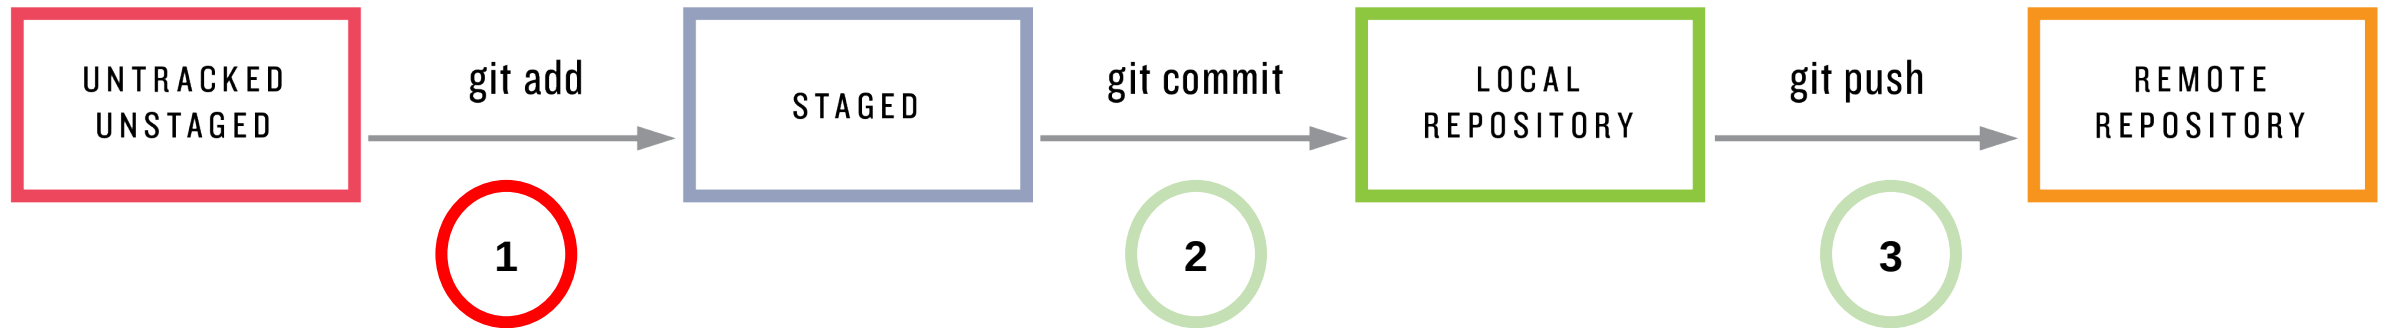 UNTRACKED
UNSTAGED
git add
STAGED
git commit
LOCAL
REPOSITORY
git push
REMOTE
REPOSITORY
1
2
3